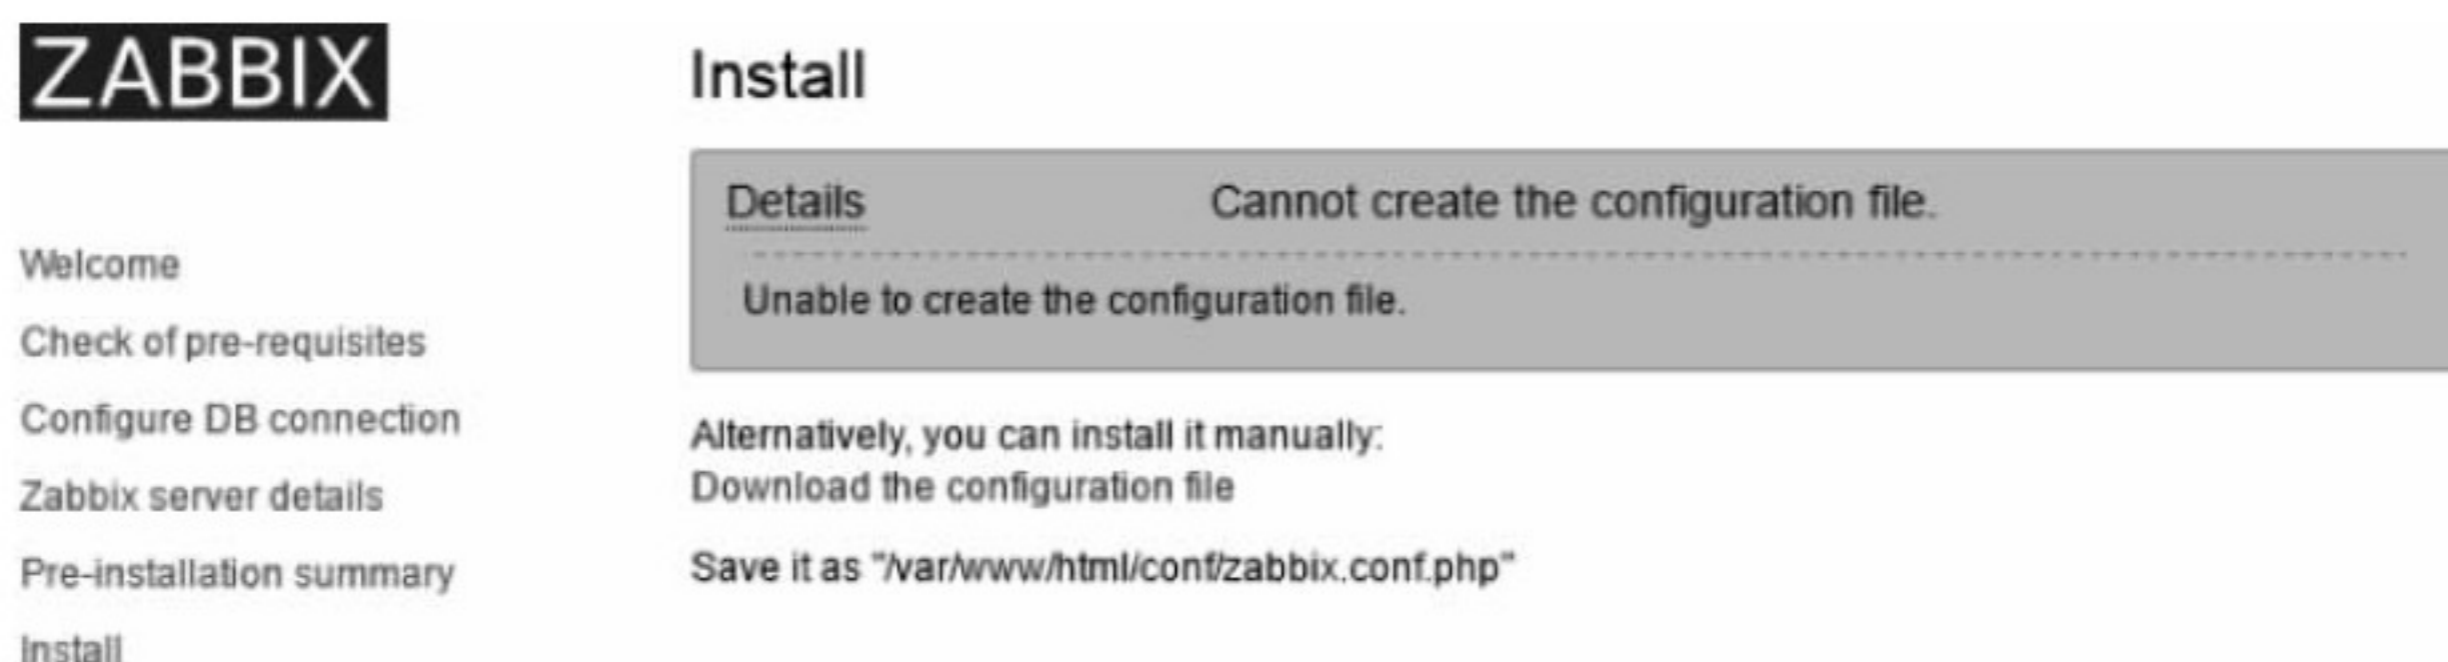 ZABBIX
Install
Details Cannot create the configuration file.
Unable to create the configuration file.
Welcome
Check of pre-requisites
Configure DB connection
Zabbix server details
Pre-installation summary
Install
Alternatively, you can install it manually:
Download the configuration file
Save it as "/var/www/html/conf/zabbix.conf.php"